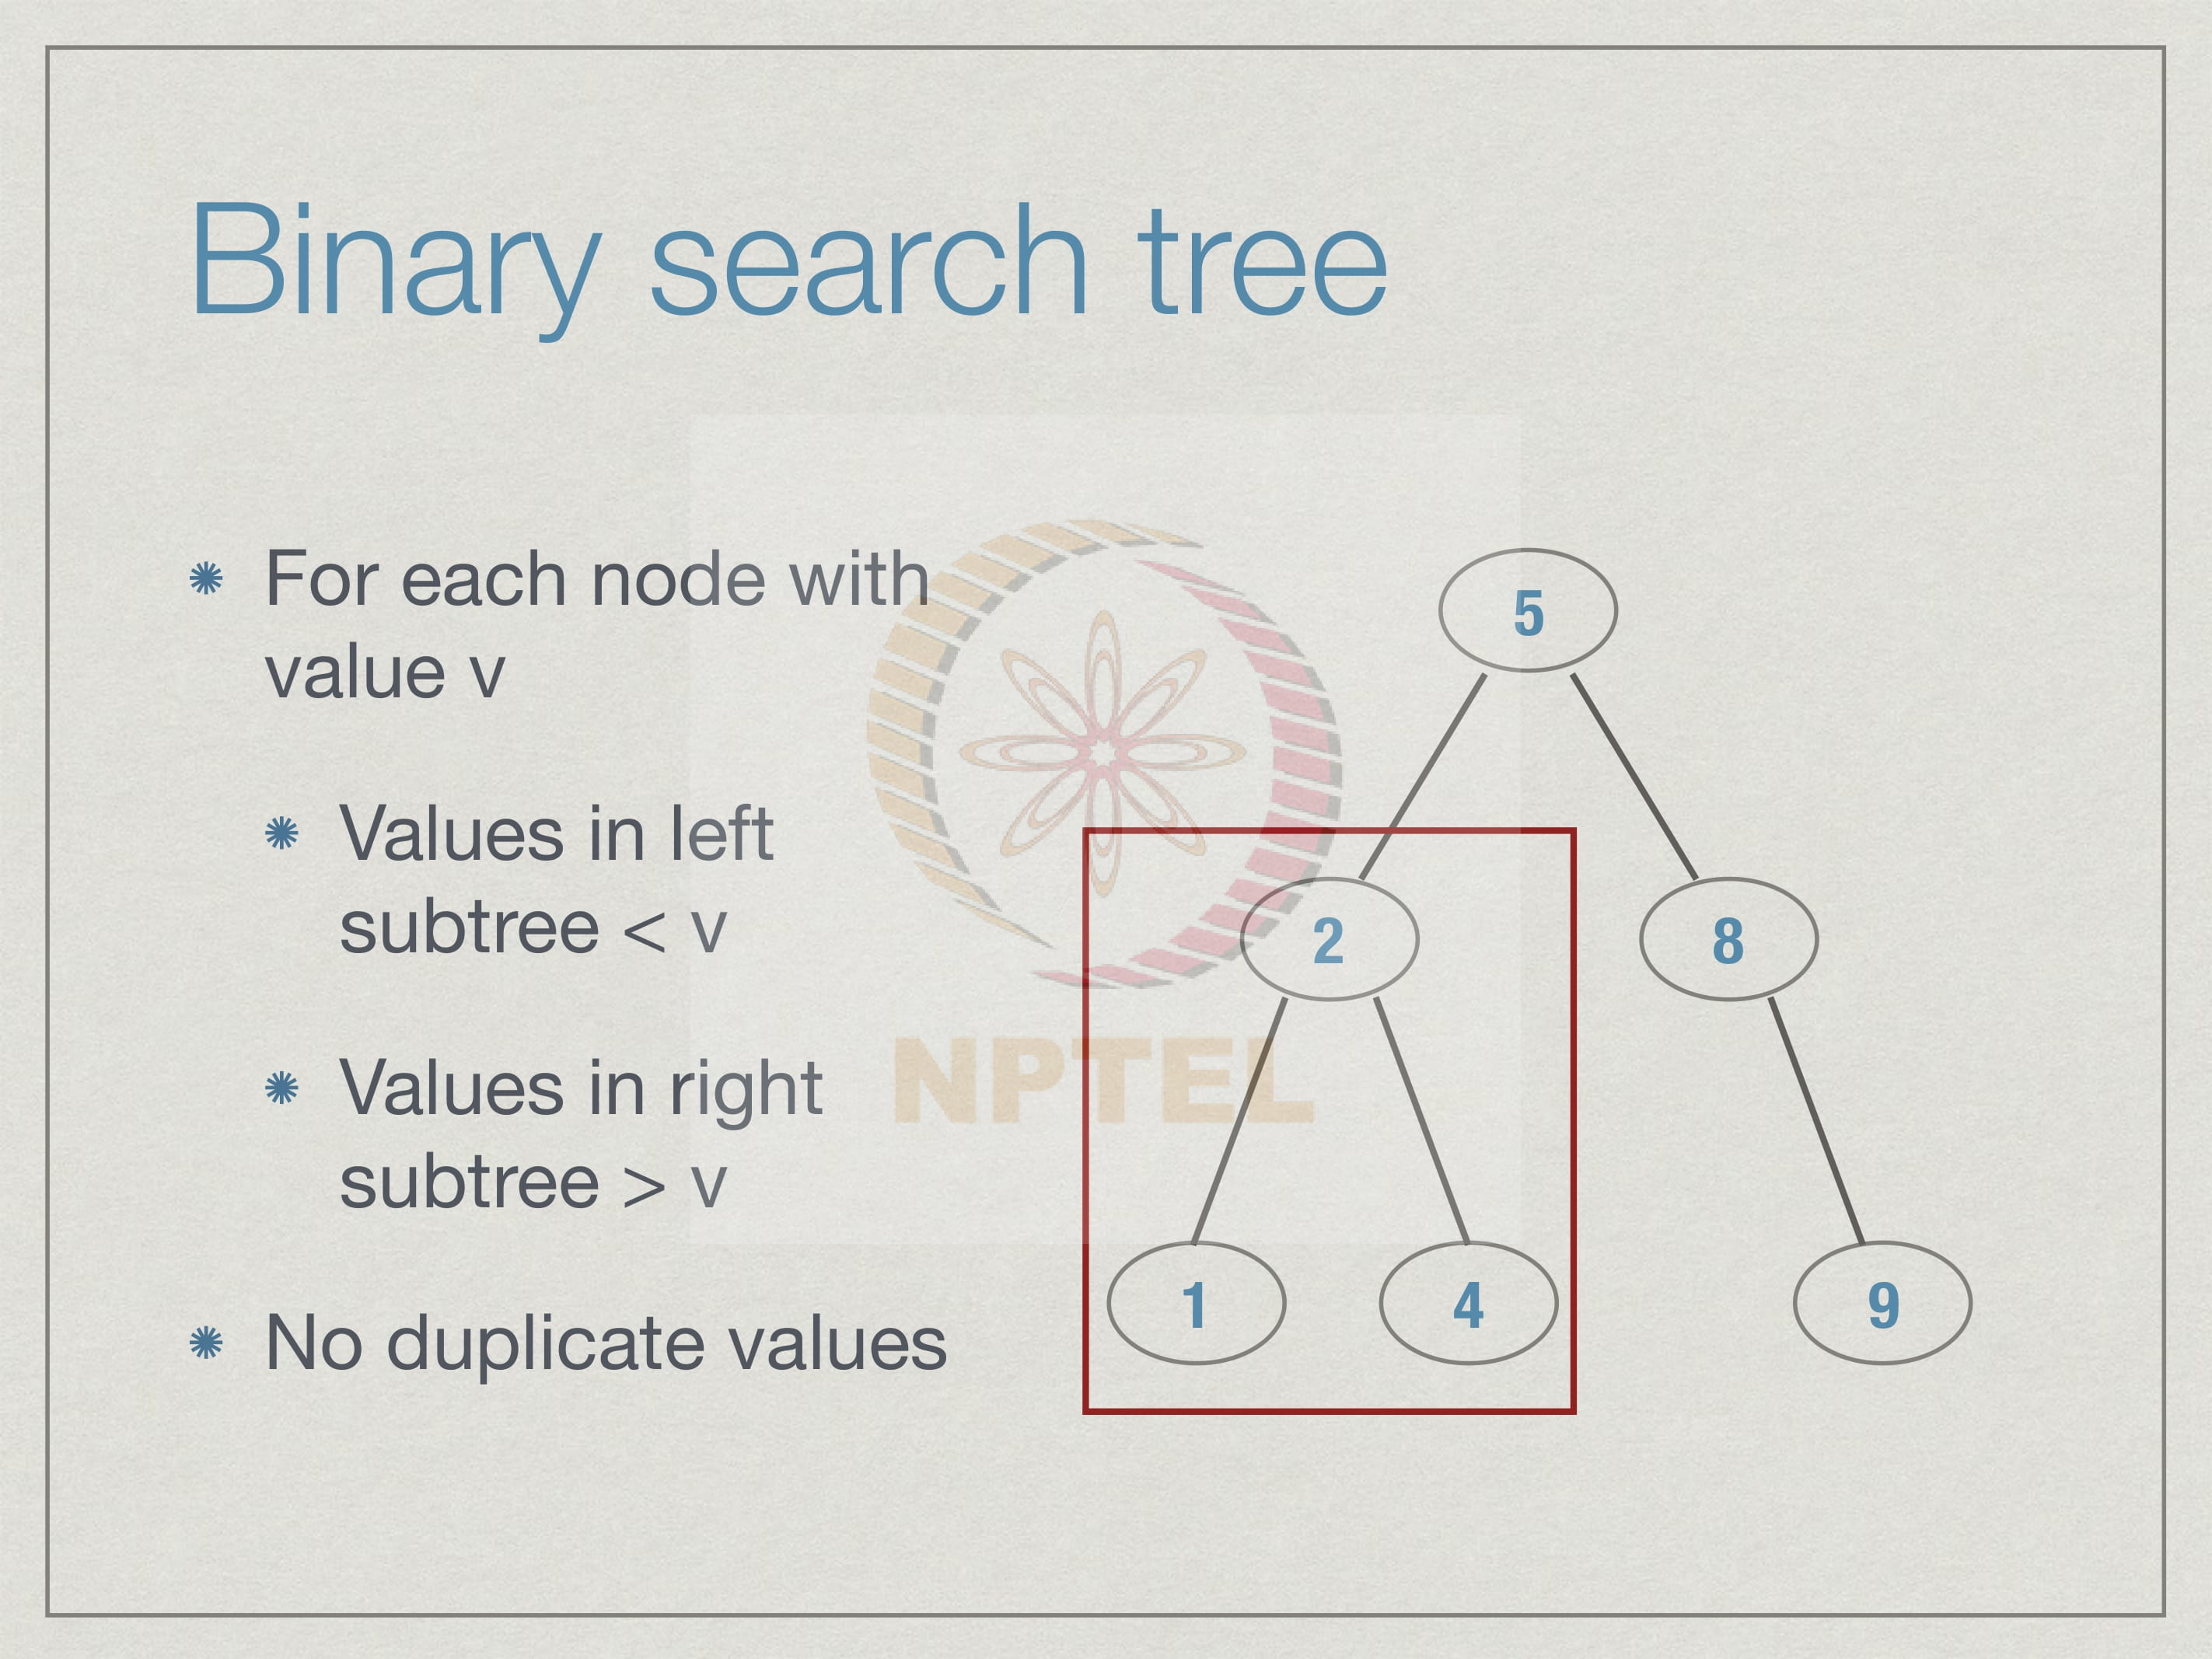 Binary search tree
For each node with
value v
Values in left
subtree < v
Values in right
subtree > v
No duplicate values
5
2
8
1
4
9
NPTEL